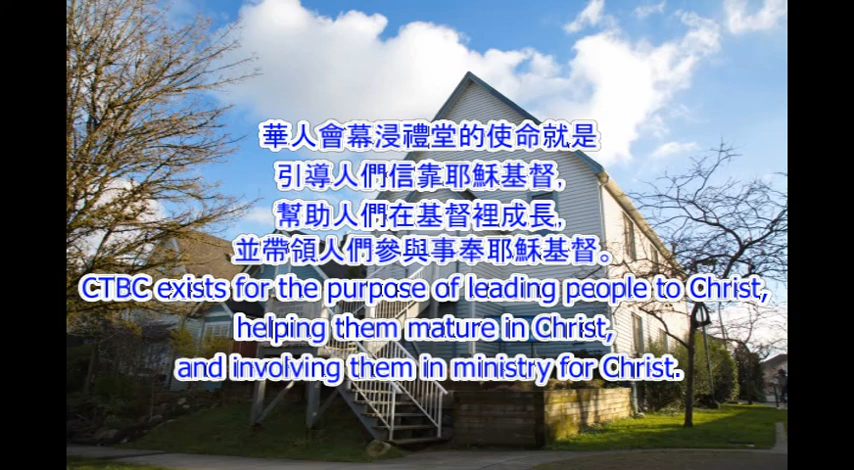 華人會幕浸禮堂的使命就是
引導人們信靠耶穌基督,
幫助人們在基督裡成長,
並帶領人們參與事奉耶穌基督。
CTBC exists for the purpose of leading people to Christ,
helping them mature in Christ,
and involving them in ministry for Christ.